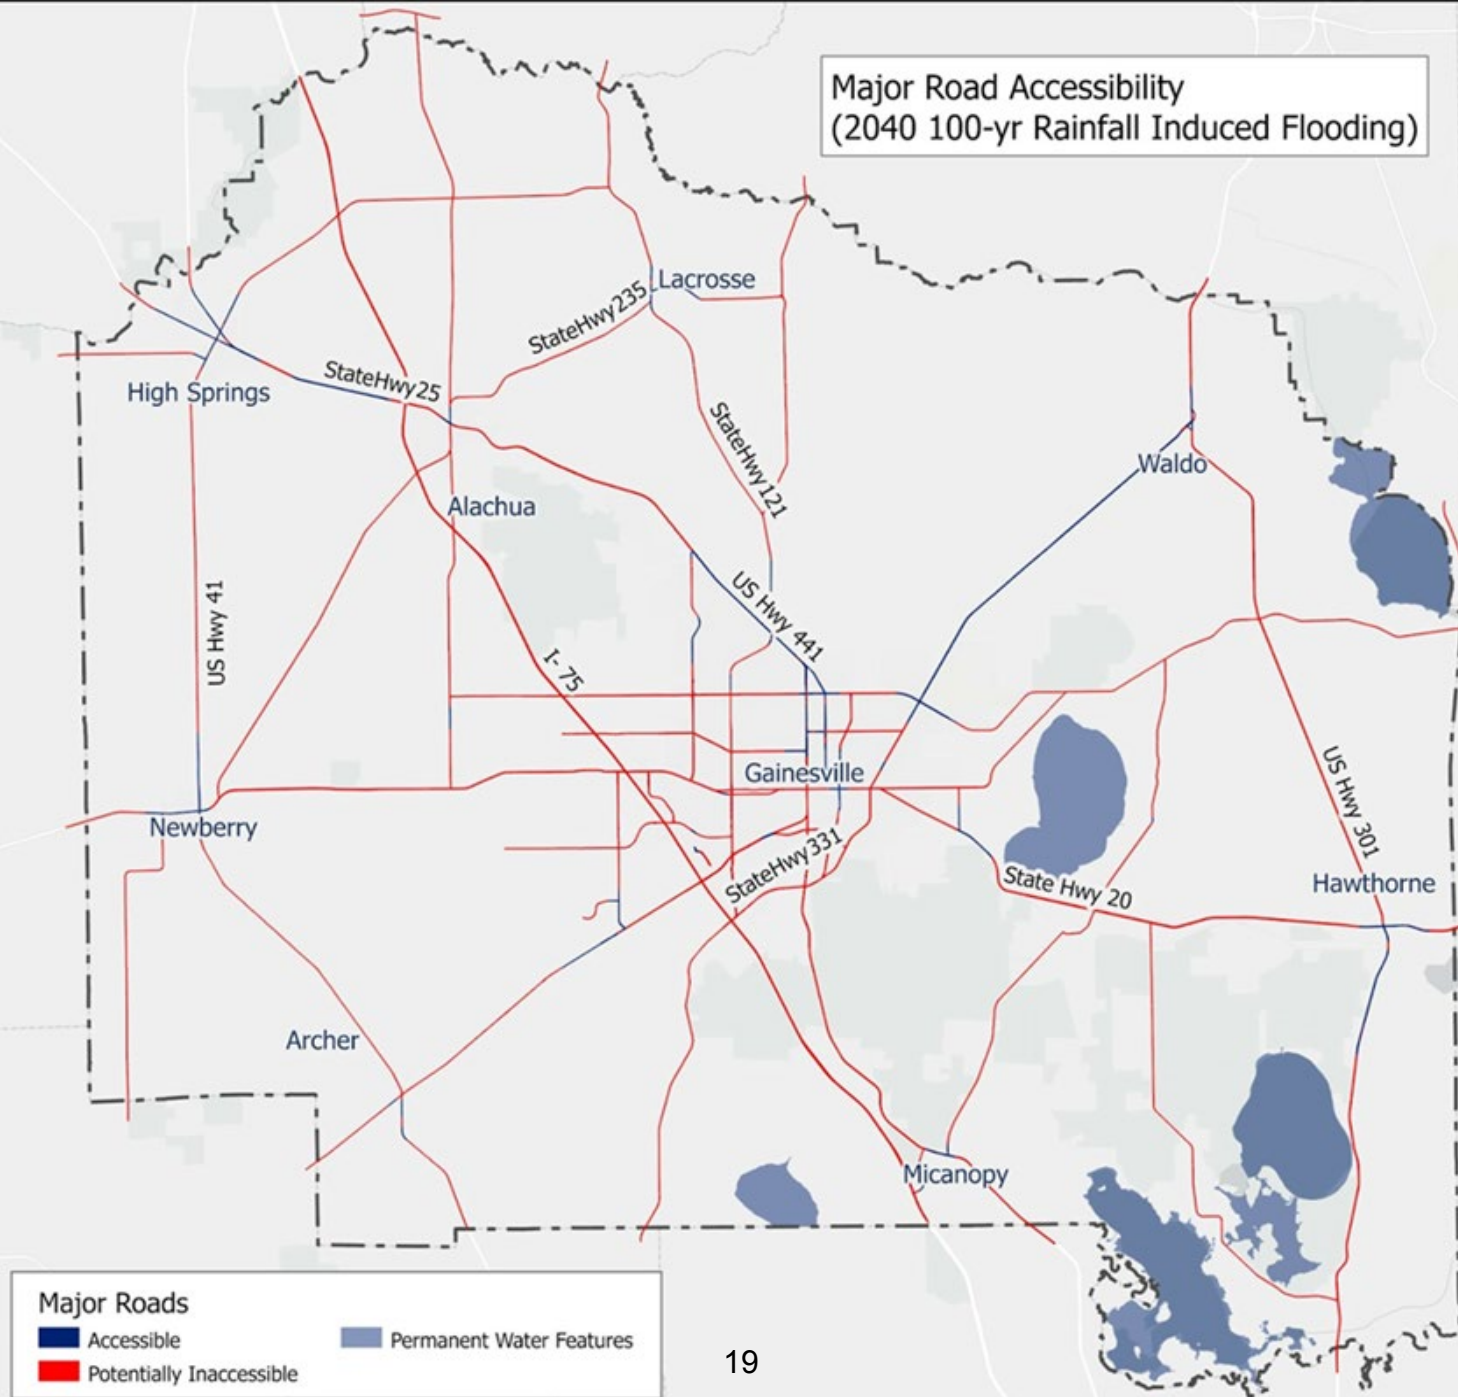 Major Road Accessibility
(2040 100-yr Rainfall Induced Flooding)
Lacrosse
StateHwy235
StateHwy25
High Springs
StateHwy121
Waldo
Alachua
US Hwy 441
US Hwy 41
I- 75
Gainesville
US Hwy 301
Newberry
StateHwy331
State Hwy 20
Hawthorne
Archer
Micanopy
Major Roads
Accessible
Permanent Water Features
Potentially Inaccessible
19